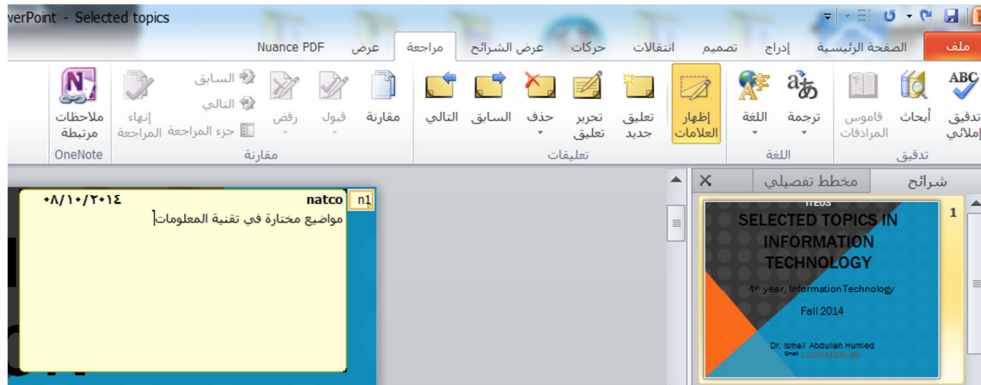 werPoint - Selected topics
ملف
الصفحة الرئيسية
إدراج
تصميم
انتقالات
حركات
عرض الشرائح
مراجعة
عرض
Nuance PDF
ABC
تدقيق إملائي
أبحاث
قاموس المرادفات
تدقيق
ترجمة
اللغة
اللغة
إظهار العلامات
تعليق جديد
تحرير تعليق
حذف
السابق
التالي
تعليقات
مقارنة
قبول
رفض
السابق
التالي
جزء المراجعة
إنهاء المراجعة
مقارنة
ملاحظات مرتبطة
OneNote
شرائح
مخطط تفصيلي
1
ITE05
SELECTED TOPICS IN
INFORMATION
TECHNOLOGY
4th year, Information Technology
Fall 2014
Dr. Ismail Abdullah Humied
n1
natco
٠٨/١٠/٢٠١٤
مواضيع مختارة في تقنية المعلومات